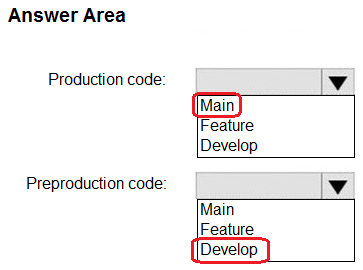 Answer Area
Production code:
Main
Feature
Develop
Preproduction code:
Main
Feature
Develop